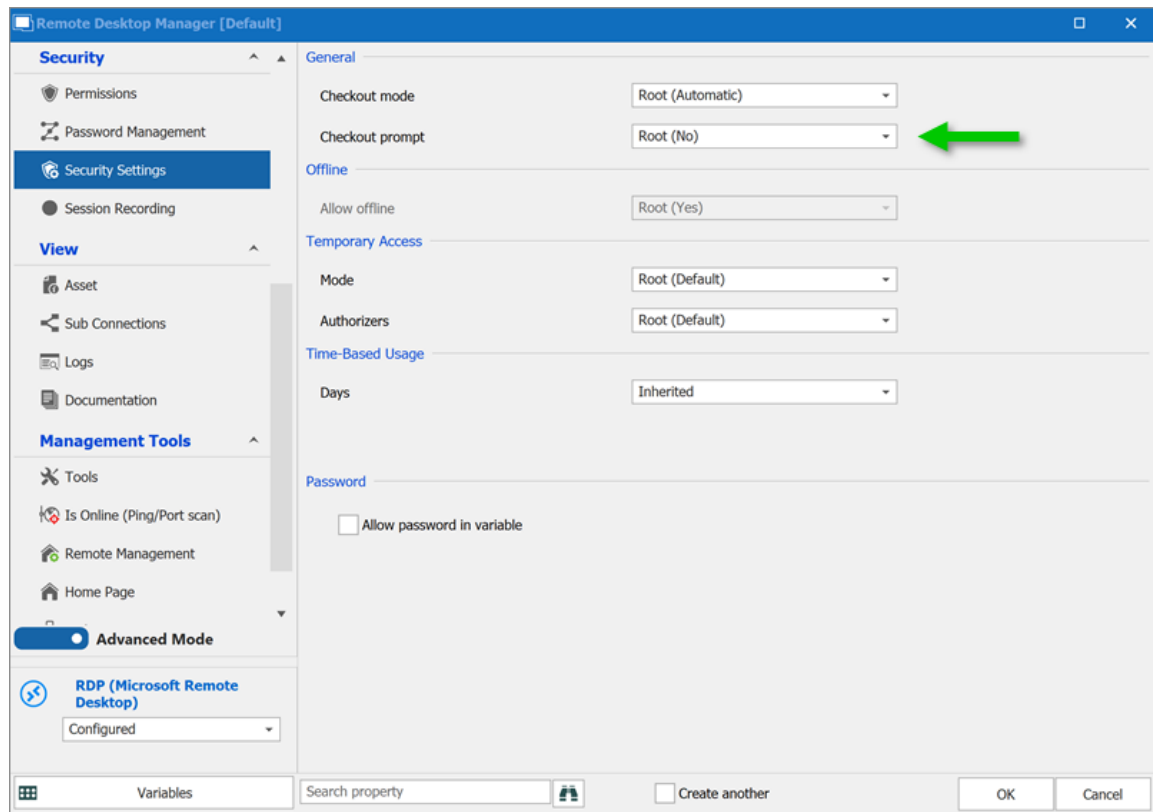 Remote Desktop Manager [Default]
Security
Permissions
Password Management
Security Settings
Session Recording
View
Asset
Sub Connections
Logs
Documentation
Management Tools
Tools
Is Online (Ping/Port scan)
Remote Management
Home Page
Advanced Mode
RDP (Microsoft Remote
Desktop)
Configured
Variables
General
Checkout mode Root (Automatic)
Checkout prompt Root (No)
Offline
Allow offline Root (Yes)
Temporary Access
Mode Root (Default)
Authorizers Root (Default)
Time-Based Usage
Days Inherited
Password
Allow password in variable
Search property
Create another
OK
Cancel